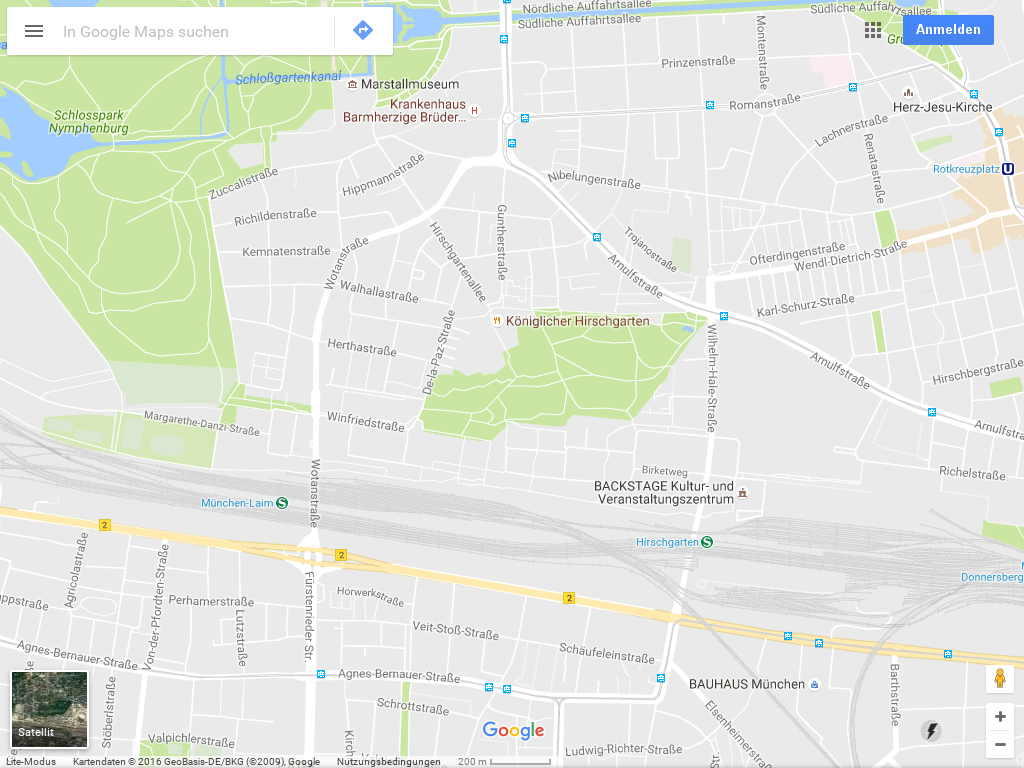 Nördliche Auffahrtsallee
Südliche Auffahrtsallee
Südliche Auffahrtsallee
In Google Maps suchen
Anmelden
Montenstraße
Prinzenstraße
Schloßgartenkanal
Marstallmuseum
Krankenhaus
Barmherzige Brüder...
H
Romanstraße
Herz-Jesu-Kirche
Schlosspark
Nymphenburg
Lachnerstraße
Renatastraße
Rotkreuzplatz U
Zuccalistraße
Hippmannstraße
Nibelungenstraße
Richildenstraße
Guntherstraße
Hirschgartenallee
Trojanostraße
Kemnatenstraße
Wotanstraße
Ofterdingenstraße
Wendl-Dietrich-Straße
Arnulfstraße
Walhallastraße
Karl-Schurz-Straße
Königlicher Hirschgarten
De-la-Paz-Straße
Wilhelm-Hale-Straße
Herthastraße
Arnulfstraße
Hirschbergstraße
Margarethe-Danzi-Straße
Winfriedstraße
Arnulfstraße
Wotanstraße
Birketweg
Richelstraße
BACKSTAGE Kultur- und
Veranstaltungszentrum
München-Laim S
2
Hirschgarten S
2
Agricolastraße
Von-der-Pfordten-Straße
Fürstenrieder Str.
Donnersberg
Horwerkstraße
2
Perhamerstraße
Lutzstraße
Veit-Stoß-Straße
Schäufeleinstraße
Agnes-Bernauer-Straße
Agnes-Bernauer-Straße
BAUHAUS München
Barthstraße
Stöberlstraße
Schrottstraße
Elsenheimerstraße
Satellit
Valpichlerstraße
Google
Ludwig-Richter-Straße
Lite-Modus
Kartendaten © 2016 GeoBasis-DE/BKG (©2009), Google
Nutzungsbedingungen
200 m